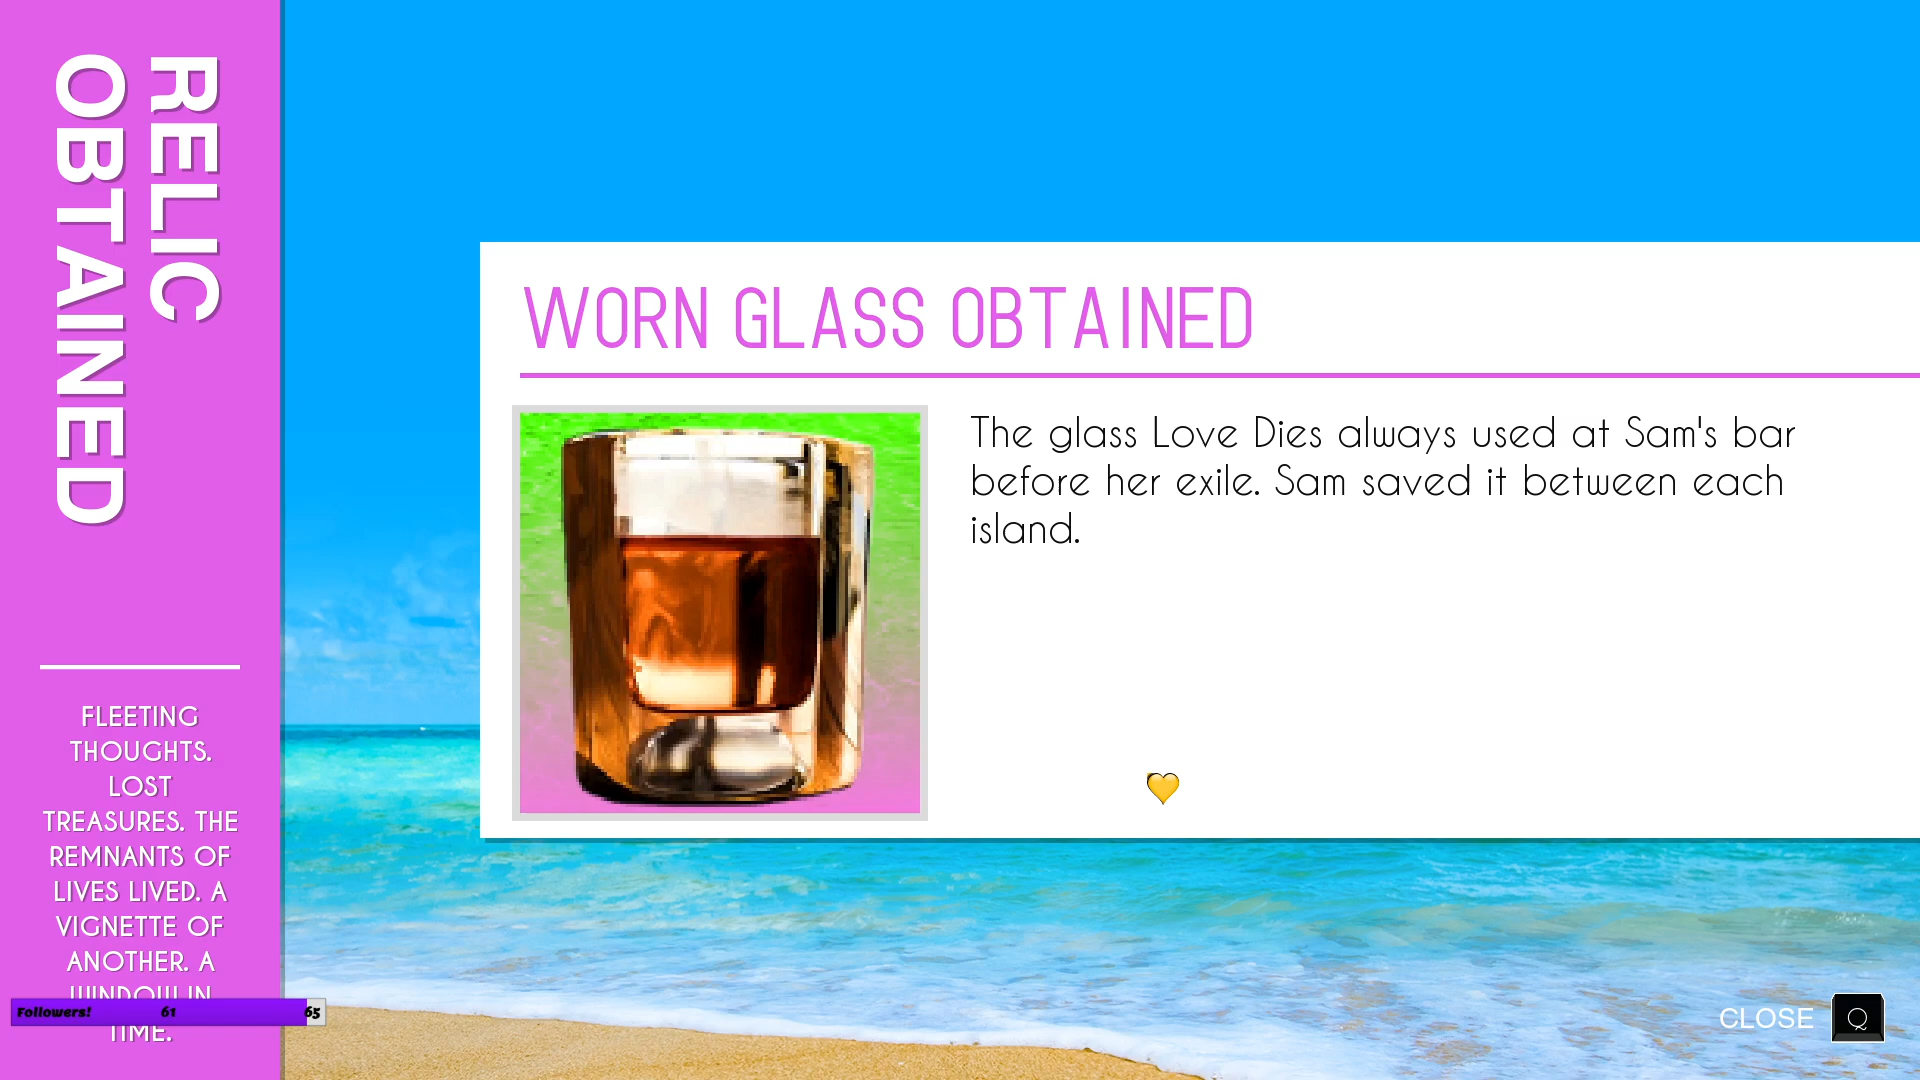 RELIC
OBTAINED
FLEETING
THOUGHTS.
LOST
TREASURES. THE
REMNANTS OF
LIVES LIVED. A
VIGNETTE OF
ANOTHER. A
WINDOW IN
TIME.
Followers! 61 65
WORN GLASS OBTAINED
The glass Love Dies always used at Sam's bar
before her exile. Sam saved it between each
island.
CLOSE Q